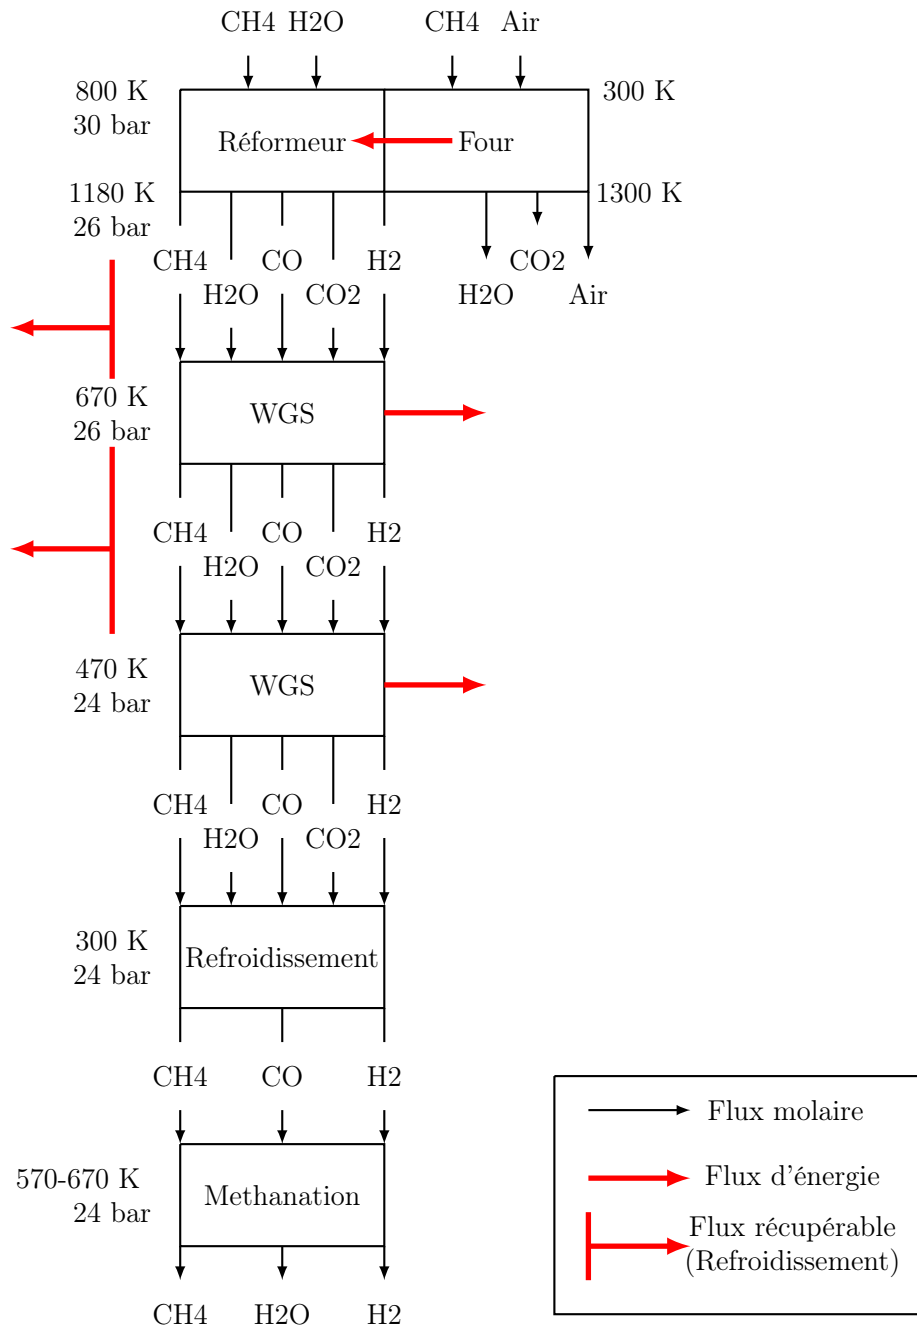 CH4 H2O CH4 Air
800 K 300 K
30 bar
Réformeur Four
1180 K 1300 K
26 bar
CH4 CO H2 CO2
H2O CO2 H2O Air
670 K
26 bar
WGS
CH4 CO H2
H2O CO2
470 K
24 bar
WGS
CH4 CO H2
H2O CO2
300 K
24 bar
Refroidissement
CH4 CO H2
570-670 K
24 bar
Methanation
CH4 H2O H2
Flux molaire
Flux d'énergie
Flux récupérable
(Refroidissement)